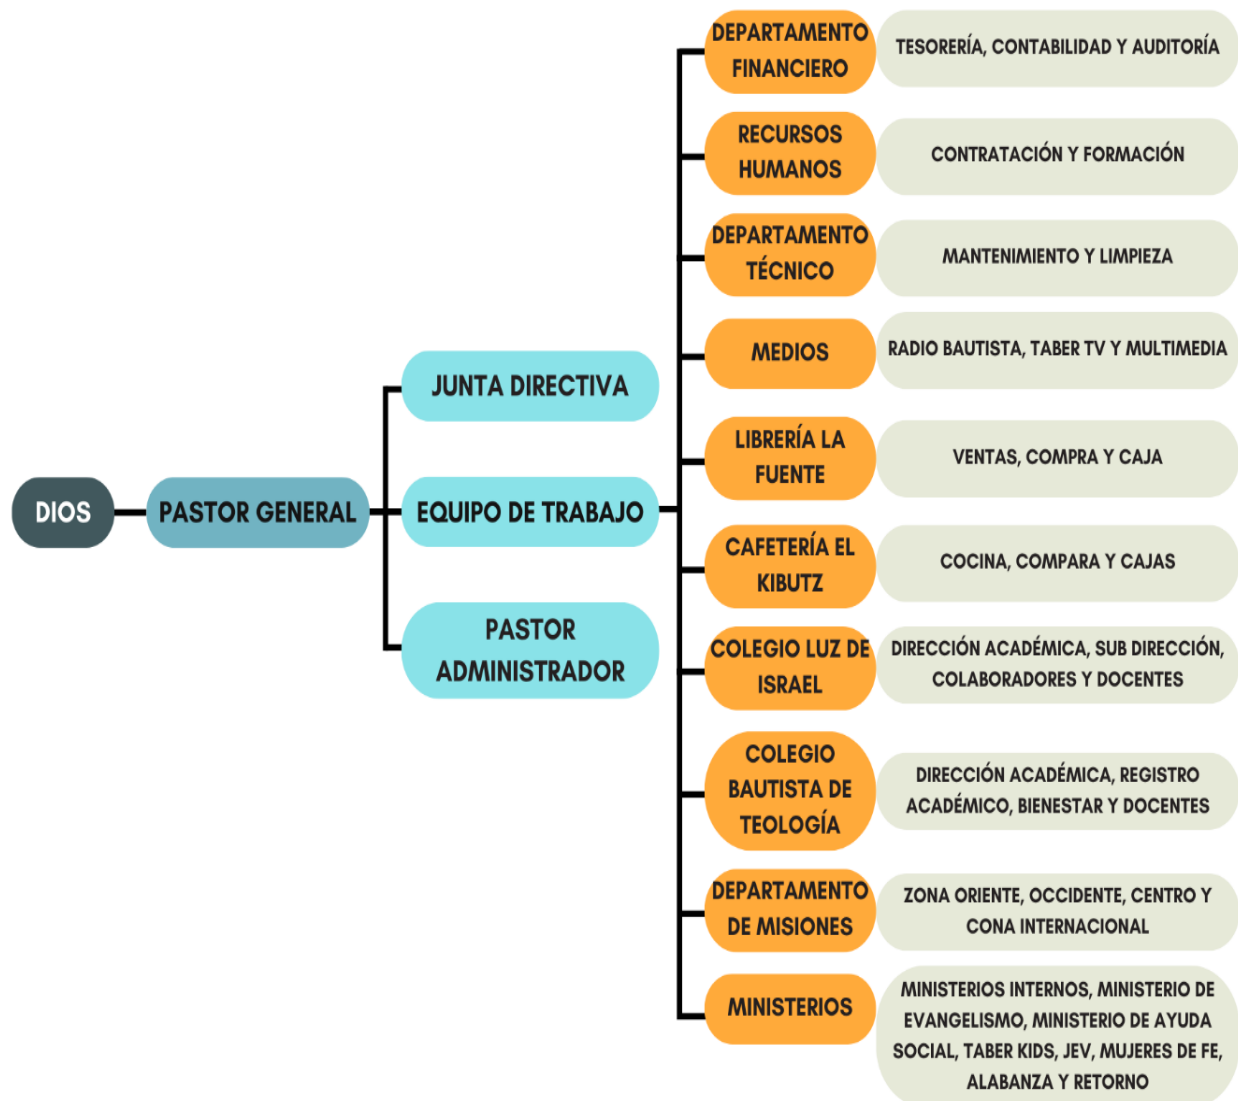 DIOS
PASTOR GENERAL
JUNTA DIRECTIVA
EQUIPO DE TRABAJO
PASTOR
ADMINISTRADOR
DEPARTAMENTO
FINANCIERO
TESORERÍA, CONTABILIDAD Y AUDITORÍA
RECURSOS
HUMANOS
CONTRATACIÓN Y FORMACIÓN
DEPARTAMENTO
TÉCNICO
MANTENIMIENTO Y LIMPIEZA
MEDIOS
RADIO BAUTISTA, TABER TV Y MULTIMEDIA
LIBRERÍA LA
FUENTE
VENTAS, COMPRA Y CAJA
CAFETERÍA EL
KIBUTZ
COCINA, COMPARA Y CAJAS
COLEGIO LUZ DE
ISRAEL
DIRECCIÓN ACADÉMICA, SUB DIRECCIÓN,
COLABORADORES Y DOCENTES
COLEGIO
BAUTISTA DE
TEOLOGÍA
DIRECCIÓN ACADÉMICA, REGISTRO
ACADÉMICO, BIENESTAR Y DOCENTES
DEPARTAMENTO
DE MISIONES
ZONA ORIENTE, OCCIDENTE, CENTRO Y
CONA INTERNACIONAL
MINISTERIOS
MINISTERIOS INTERNOS, MINISTERIO DE
EVANGELISMO, MINISTERIO DE AYUDA
SOCIAL, TABER KIDS, JEV, MUJERES DE FE,
ALABANZA Y RETORNO